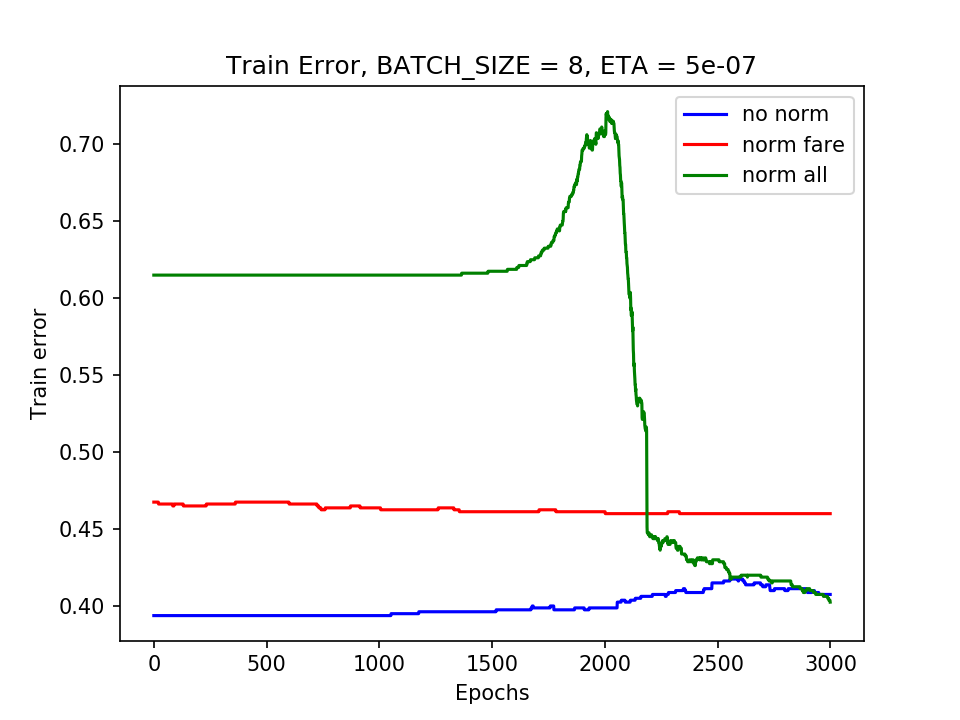 Train Error, BATCH_SIZE = 8, ETA = 5e-07
no norm
norm fare
norm all
Train error
0.70
0.65
0.60
0.55
0.50
0.45
0.40
0
500
1000
1500
2000
2500
3000
Epochs